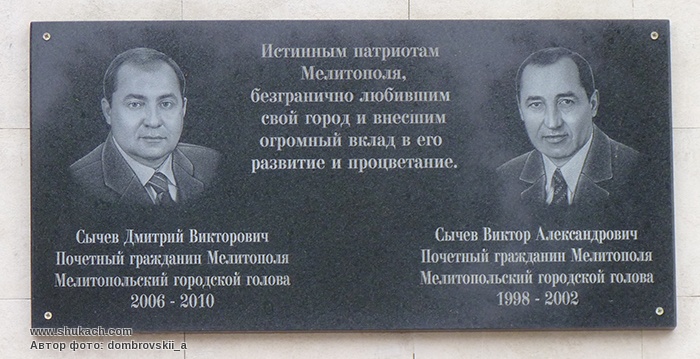 Истинным патриотам
Мелитополя,
безгранично любившим
свой город и внесшим
огромный вклад в его
развитие и процветание.
Сычев Дмитрий Викторович
Почетный гражданин Мелитополя
Мелитопольский городской голова
2006 - 2010
Сычев Виктор Александрович
Почетный гражданин Мелитополя
Мелитопольский городской голова
1998 - 2002
www.shukach.com
Автор фото: dombrovskii_a